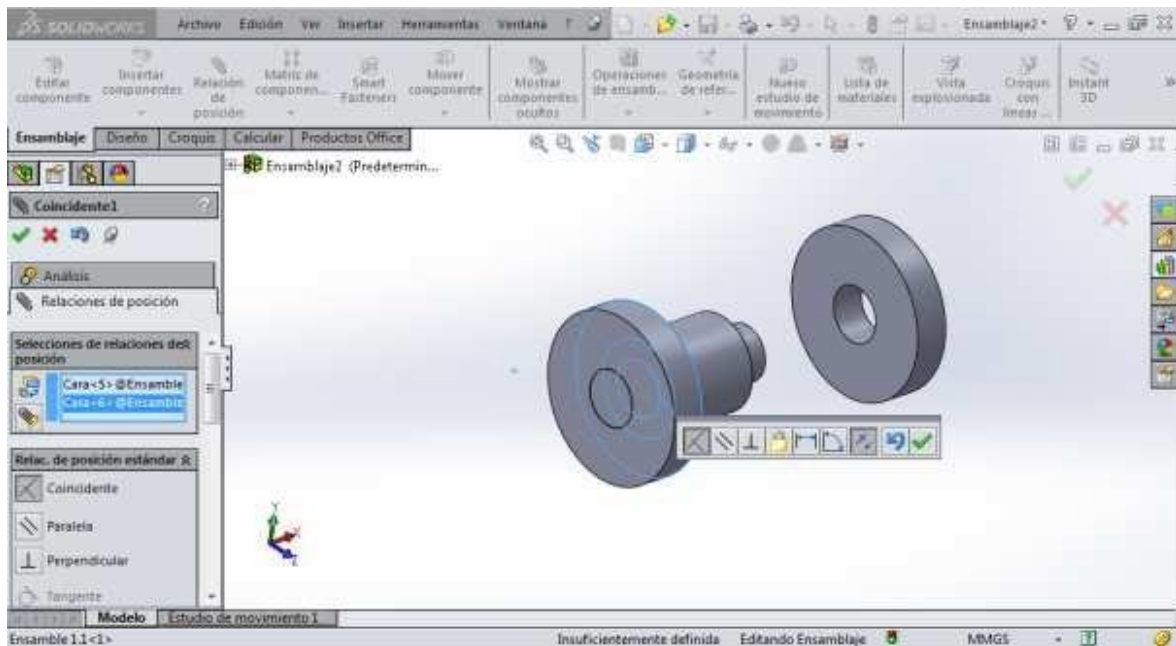 SOLIDWORKS Archivo Edición Ver Insertar Herramientas Ventana ? Ensamblaje2 *
Editar componente
Insertar componentes
Relación de posición
Matriz de componen...
Smart Fasteners
Mover componente
Mostrar componentes ocultos
Operaciones de ensamb...
Geometría de refer...
Nuevo estudio de movimiento
Lista de materiales
Vista explosionada
Croquis con líneas ...
Instant 3D
Ensamblaje Diseño Croquis Calcular Productos Office
Ensamblaje2 (Predetermin...
Coincidente1
Análisis
Relaciones de posición
Selecciones de relaciones de posición
Cara<5>@Ensamble
Cara<6>@Ensamble
Relac. de posición estándar
Coincidente
Paralela
Perpendicular
Tangente
Modelo Estudio de movimiento 1
Ensamble 1.1<1> Insuficientemente definida Editando Ensamblaje MMGS